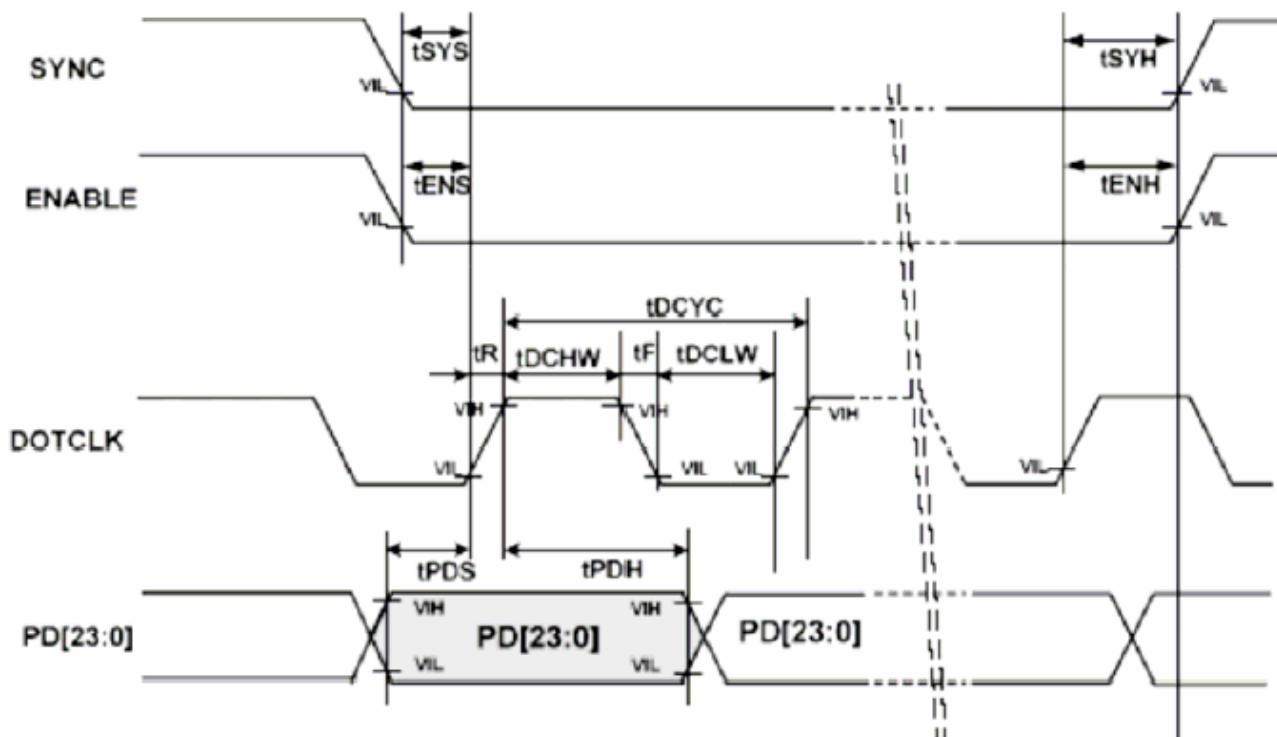 tSYS
tSYH
SYNC
VIL
VIL
tENS
tENH
ENABLE
VIL
VIL
tDCYC
tR
tDCHW
tF
tDCLW
VIH
VIH
VIH
DOTCLK
VIL
VIL
VIL
VIL
tPDS
tPDH
VIH
VIH
PD[23:0]
PD[23:0]
PD[23:0]
VIL
VIL